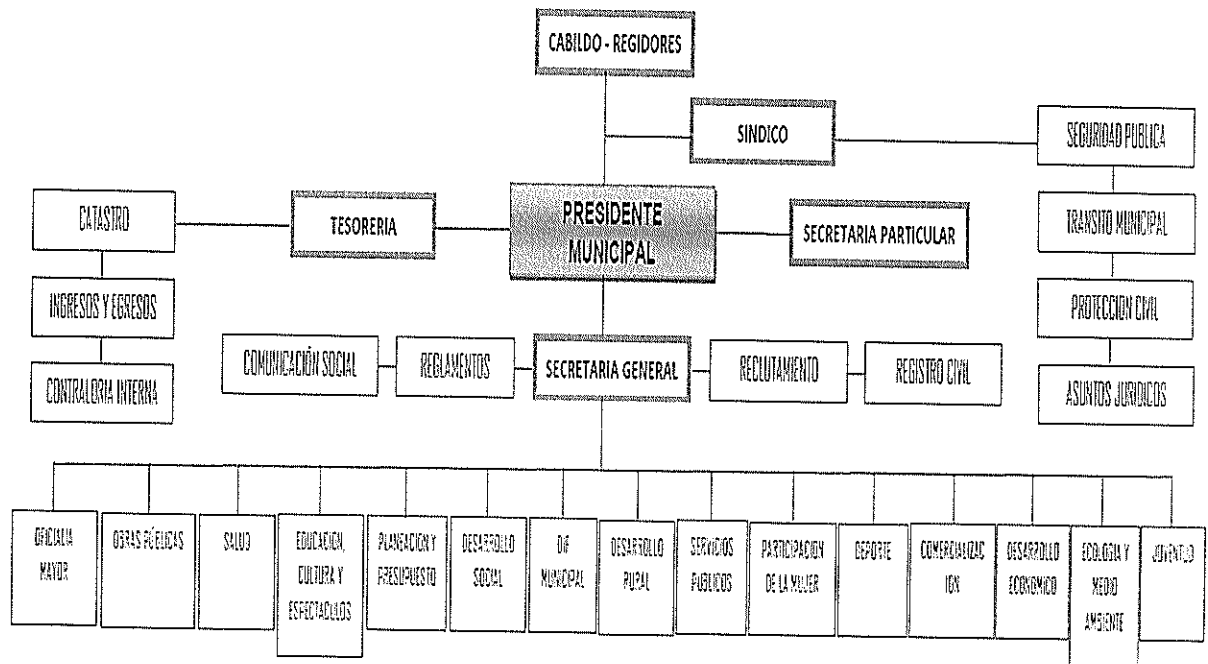 CABILDO - REGIDORES
SINDICO
SEGURIDAD PUBLICA
CATASTRO
TESORERIA
PRESIDENTE
MUNICIPAL
SECRETARIA PARTICULAR
TRANSITO MUNICIPAL
INGRESOS Y EGRESOS
PROTECCION CIVIL
COMUNICACIÓN SOCIAL
REGLAMENTOS
SECRETARIA GENERAL
RECLUTAMIENTO
REGISTRO CIVIL
CONTRALORIA INTERNA
ASUNTOS JURIDICOS
OFICIALIA
MAYOR
OBRAS PÚBLICAS
SALUD
EDUCACION,
CULTURA Y
ESPECTACULOS
PLANEACION Y
PRESUPUESTO
DESARROLLO
SOCIAL
DIF
MUNICIPAL
DESARROLLO
RURAL
SERVICIOS
PUBLICOS
PARTICIPACION
DE LA MUJER
DEPORTE
COMERCIALIZAC
ION
DESARROLLO
ECONOMICO
ECOLOGIA Y
MEDIO
AMBIENTE
JUVENTUD